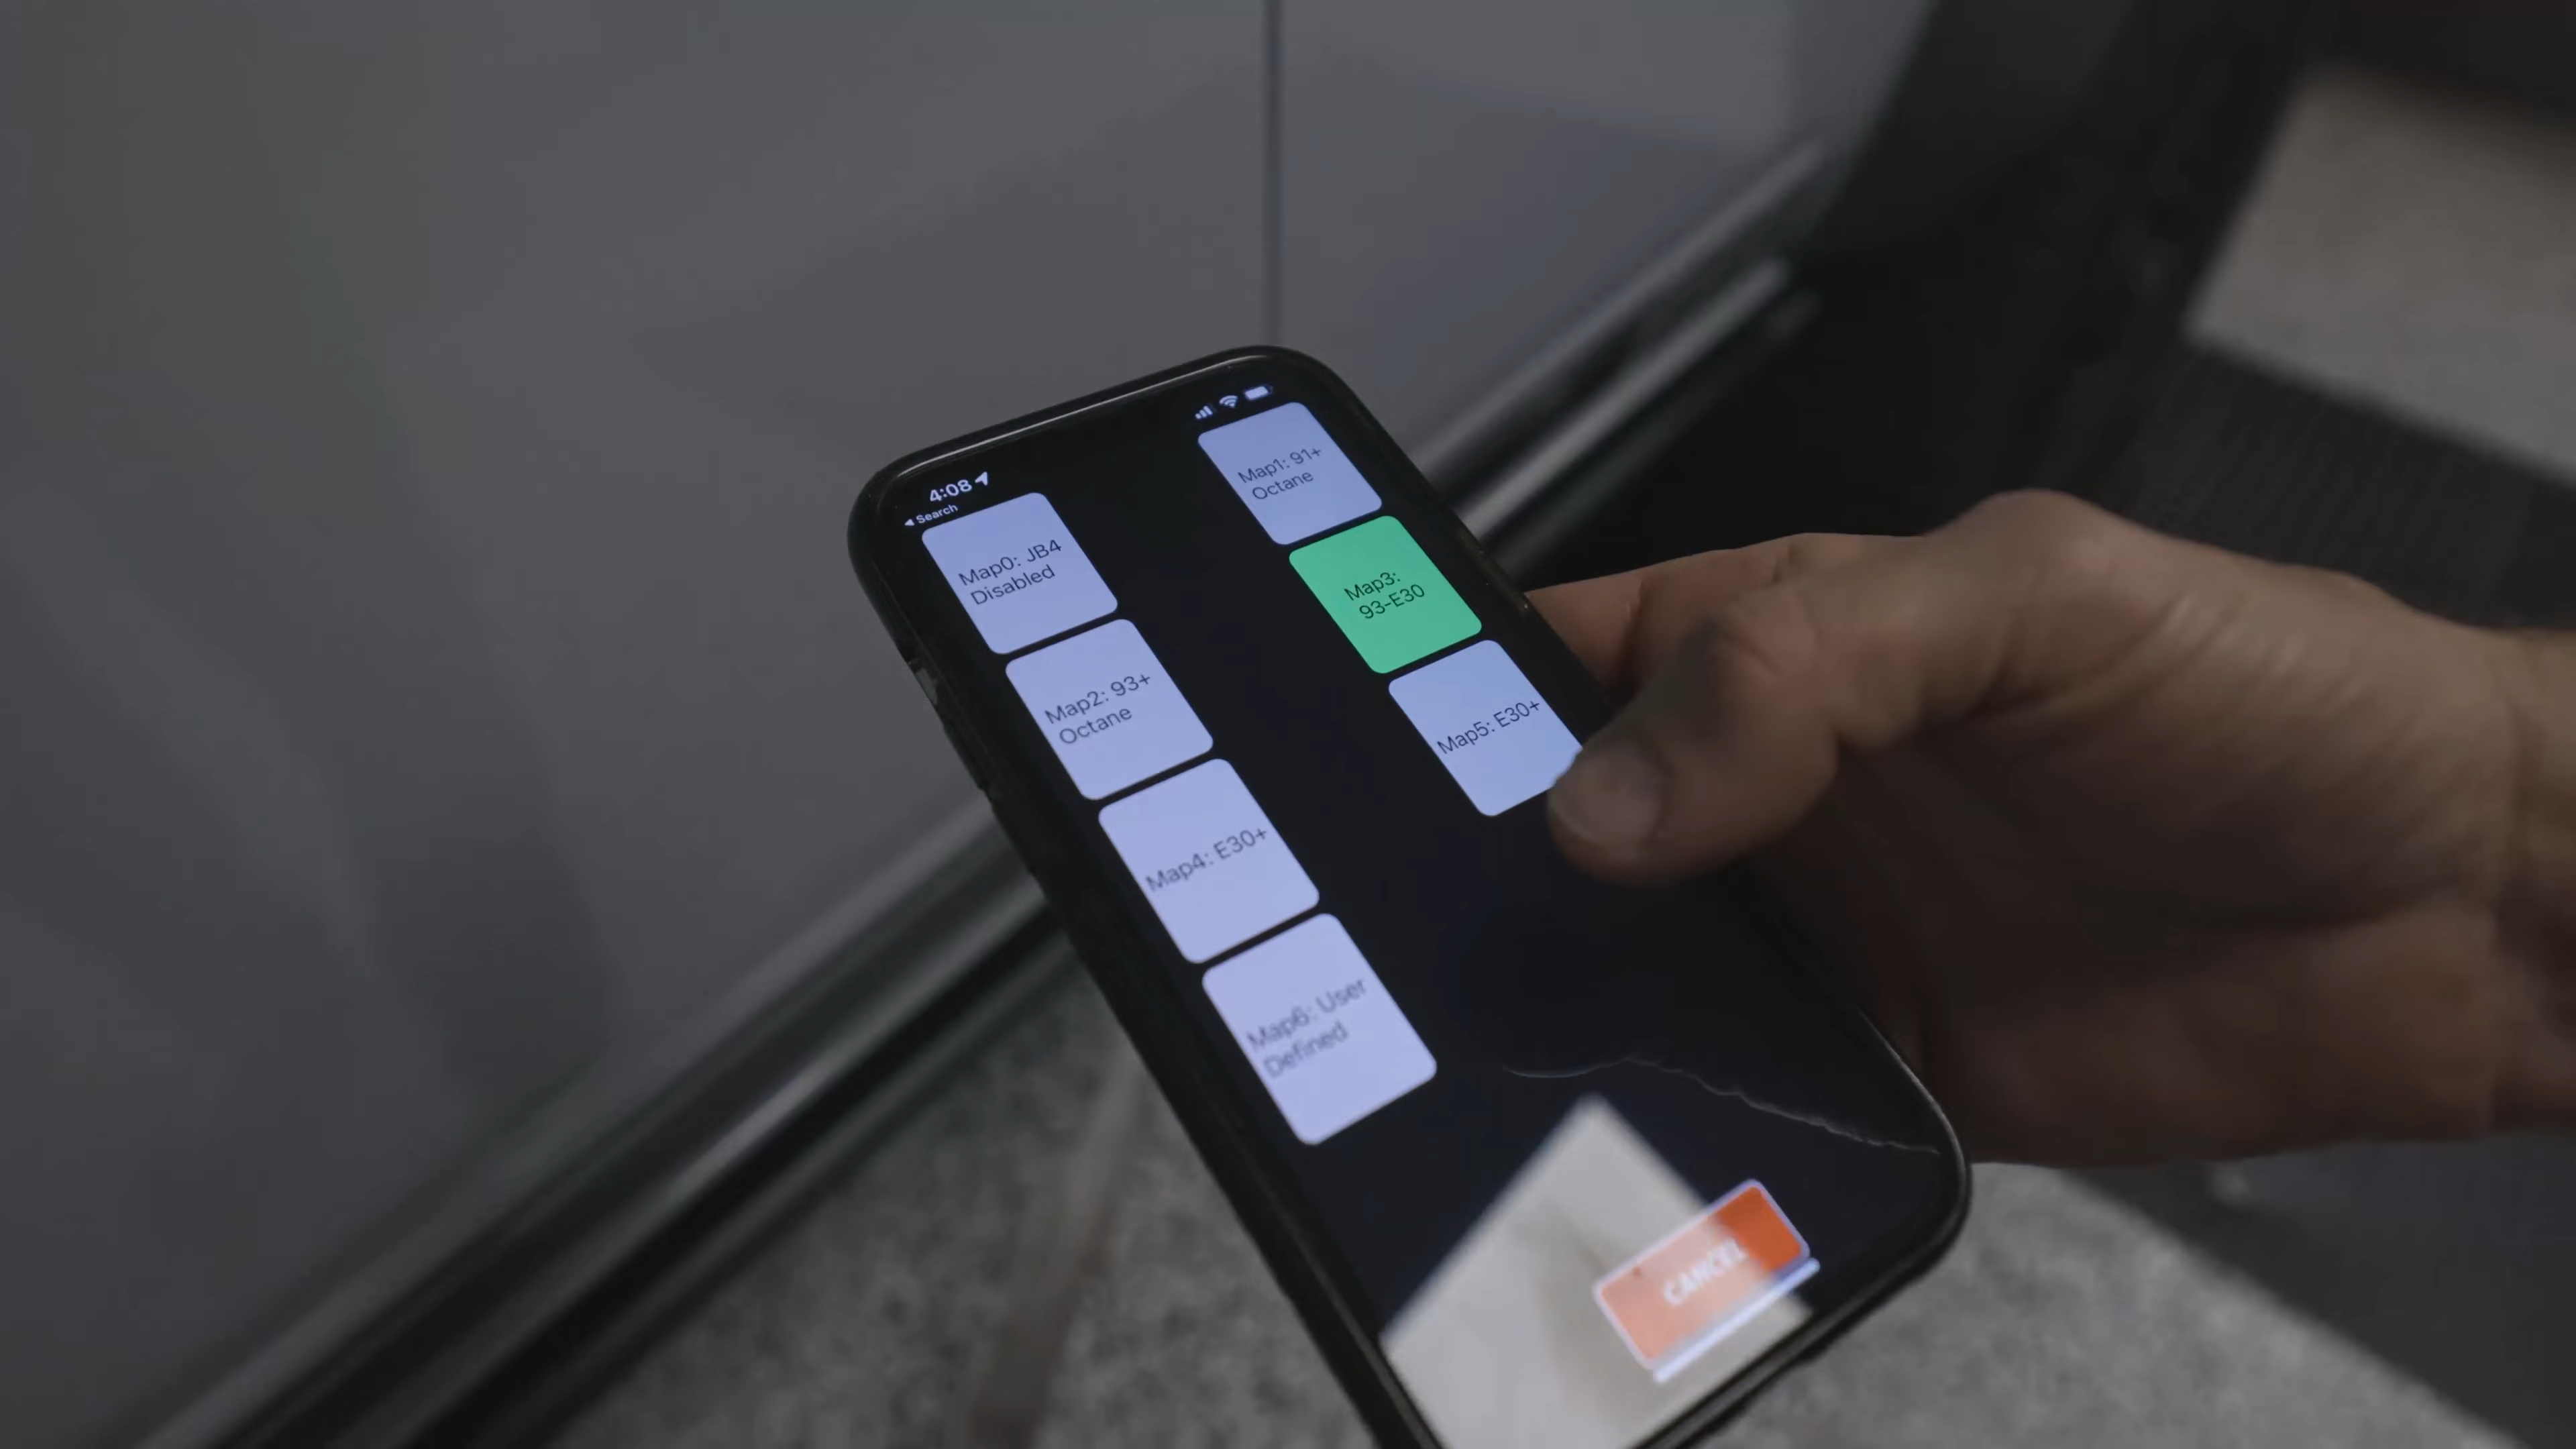 4:08
Search
Map0: JB4
Disabled
Map1: 91+
Octane
Map2: 93+
Octane
Map3:
93-E30
Map4: E30+
Map5: E30+
Map6: User
Defined
CANCEL